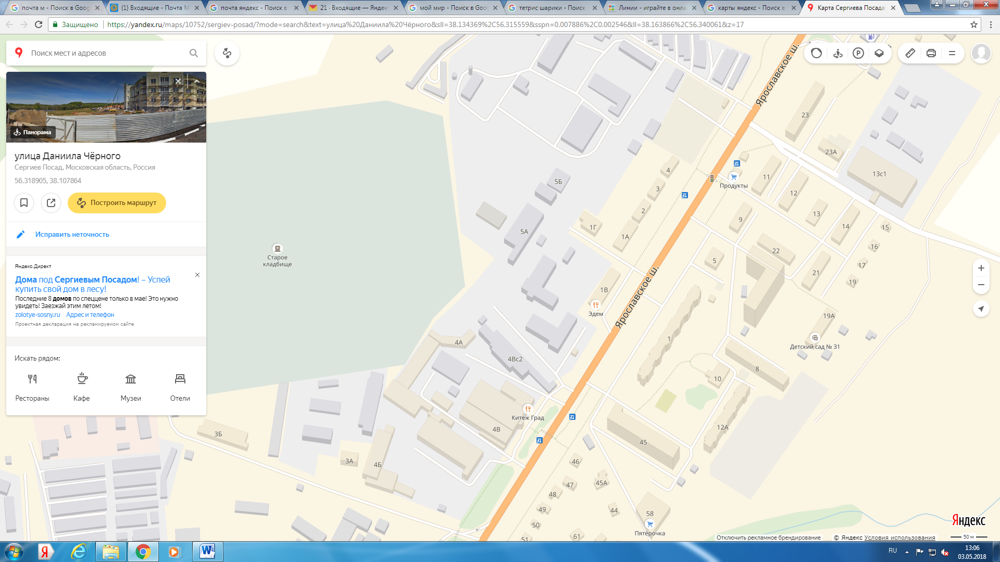 почта м - Поиск в Goog
(1) Входящие - Почта М
почта яндекс - Поиск в
21 · Входящие — Яндек
мой мир - Поиск в Goo
тетрис шарики - Поиск
Линии - играйте в онла
карты яндекс - Поиск в
Карта Сергиева Посада:
Защищено
https://yandex.ru/maps/10752/sergiev-posad/?mode=search&text=улица%20Даниила%20Чёрного&sll=38.134369%2C56.315559&sspn=0.007886%2C0.002546&ll=38.163866%2C56.340061&z=17
Поиск мест и адресов
Панорама
улица Даниила Чёрного
Сергиев Посад, Московская область, Россия
56.318905, 38.107864
Построить маршрут
Исправить неточность
Яндекс.Директ
Дома под Сергиевым Посадом! – Успей
купить свой дом в лесу!
Последние 8 домов по спеццене только в мае! Это нужно
увидеть! Заезжай этим летом!
zolotye-sosny.ru Адрес и телефон
Проектная декларация на рекламируемом сайте
Искать рядом:
Рестораны
Кафе
Музеи
Отели
P
Ярославское ш.
23
23А
13с1
4
5Б
3
Продукты
11
12
2
13
9
14
1Г
15
5А
1А
16
22
Старое
кладбище
5
17
21
19
Ярославское ш.
1В
Эдем
19А
1
4А
Детский сад № 31
4Вс2
8
10
Китеж Град
12А
4В
3Б
45
3А
4Б
46
47
45А
48
49
44
58
50
Пятёрочка
61
51
Яндекс
Отключить рекламное брендирование
© Яндекс Условия использования
50 м
RU
13:06
03.05.2018